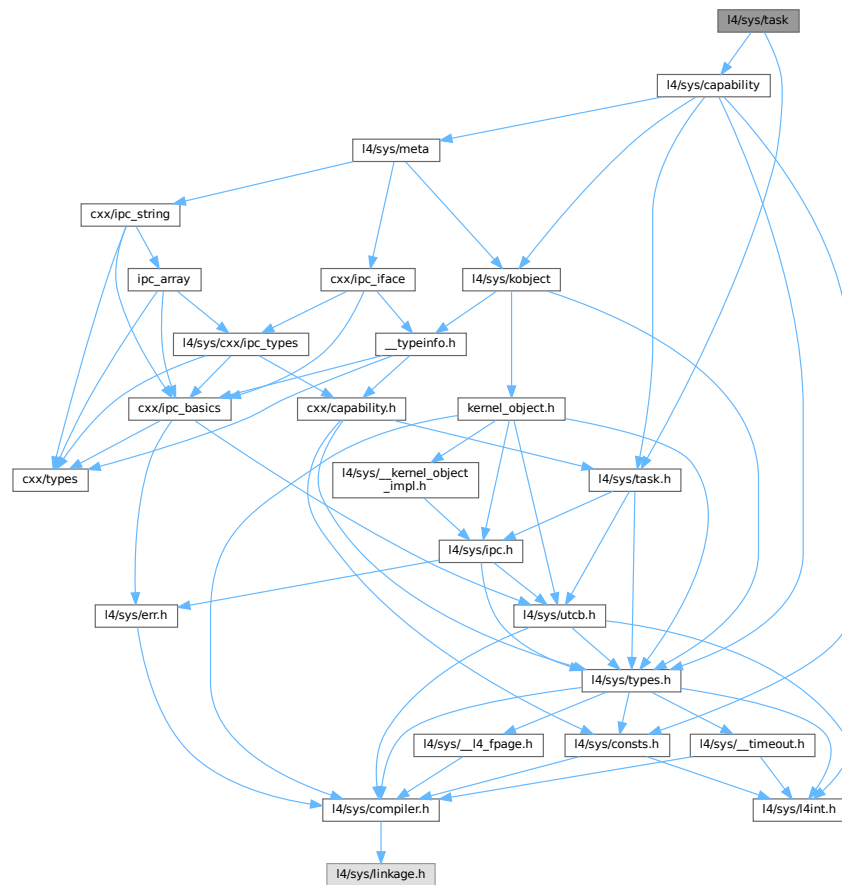 l4/sys/task
l4/sys/capability
l4/sys/meta
cxx/ipc_string
ipc_array
cxx/ipc_iface
l4/sys/kobject
l4/sys/cxx/ipc_types
__typeinfo.h
cxx/ipc_basics
cxx/capability.h
kernel_object.h
cxx/types
l4/sys/__kernel_object
_impl.h
l4/sys/task.h
l4/sys/ipc.h
l4/sys/err.h
l4/sys/utcb.h
l4/sys/types.h
l4/sys/__l4_fpage.h
l4/sys/consts.h
l4/sys/__timeout.h
l4/sys/compiler.h
l4/sys/l4int.h
l4/sys/linkage.h